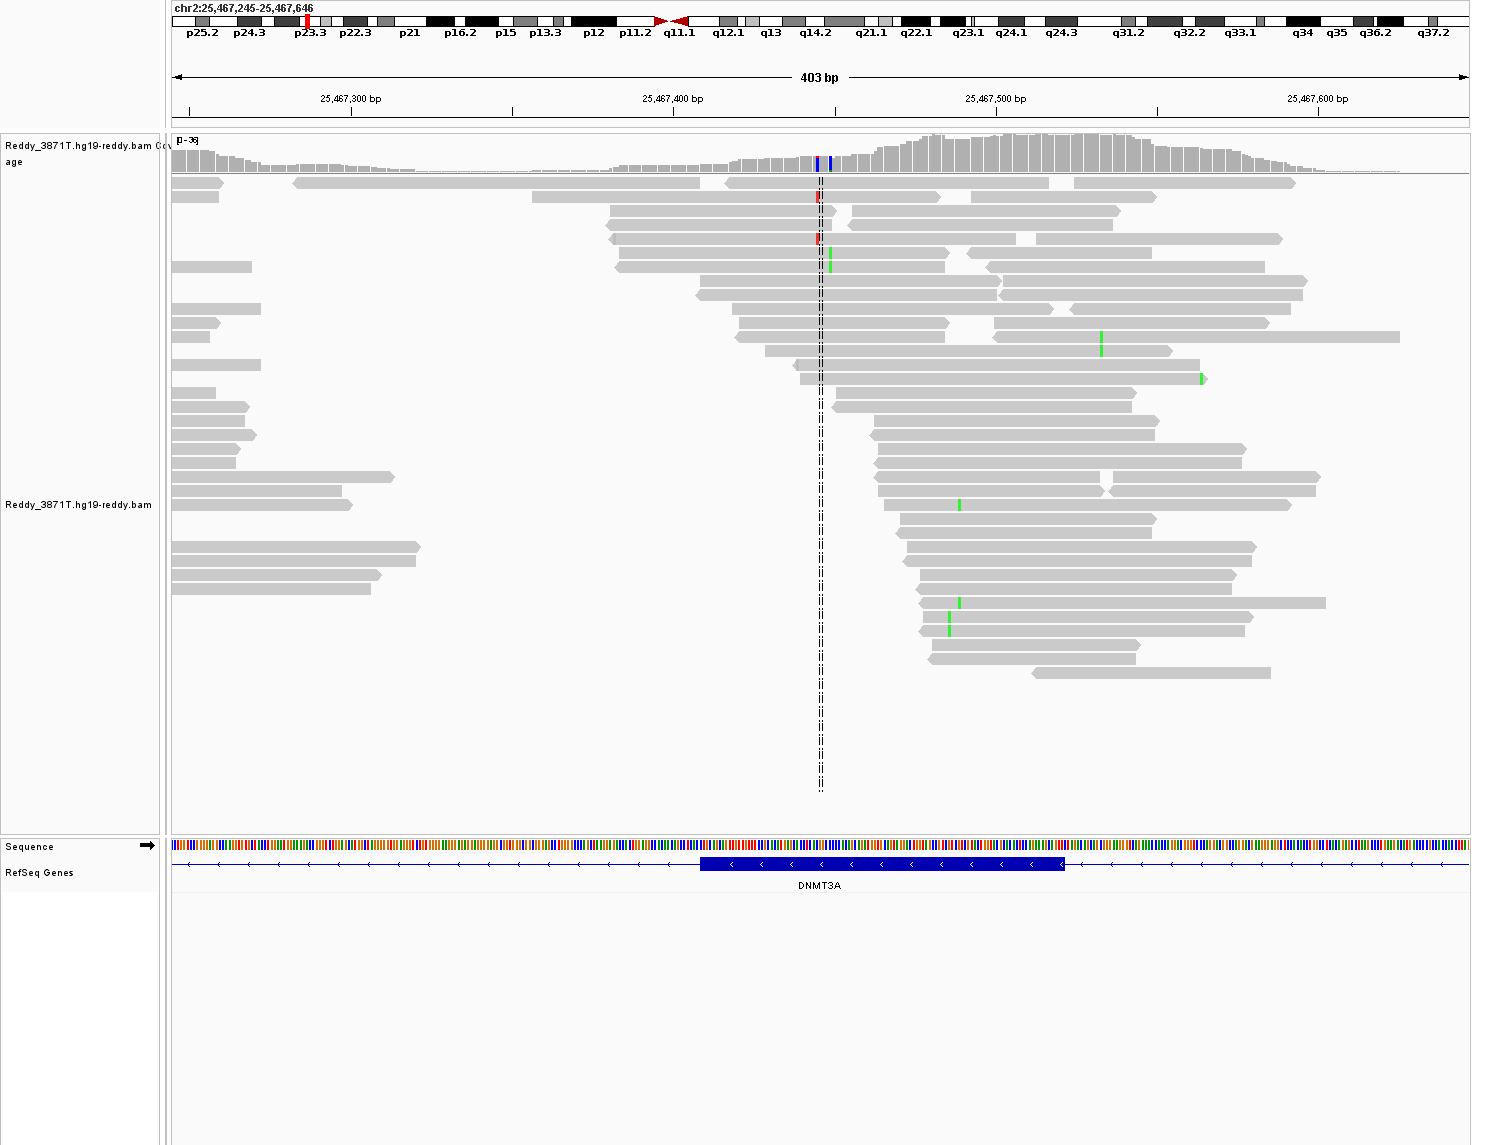 chr2:25,467,245-25,467,646
p25.2 p24.3 p23.3 p22.3 p21 p16.2 p15 p13.3 p12 p11.2 q11.1 q12.1 q13 q14.2 q21.1 q22.1 q23.1 q24.1 q24.3 q31.2 q32.2 q33.1 q34 q35 q36.2 q37.2
403 bp
25,467,300 bp 25,467,400 bp 25,467,500 bp 25,467,600 bp
[0-36]
Reddy_3871T.hg19-reddy.bam Cov
age
Reddy_3871T.hg19-reddy.bam
Sequence
RefSeq Genes
DNMT3A